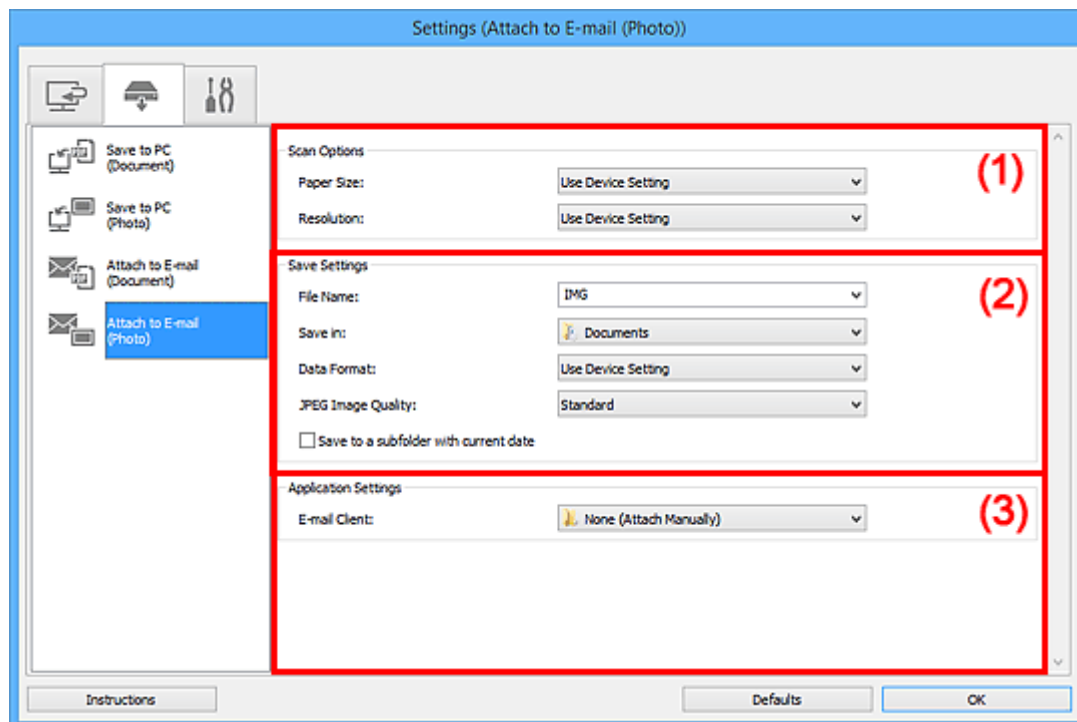 Settings (Attach to E-mail (Photo))
Save to PC
(Document)
Save to PC
(Photo)
Attach to E-mail
(Document)
Attach to E-mail
(Photo)
Scan Options
(1)
Paper Size: Use Device Setting
Resolution: Use Device Setting
Save Settings
(2)
File Name: IMG
Save in: Documents
Data Format: Use Device Setting
JPEG Image Quality: Standard
Save to a subfolder with current date
Application Settings
(3)
E-mail Client: None (Attach Manually)
Instructions Defaults OK